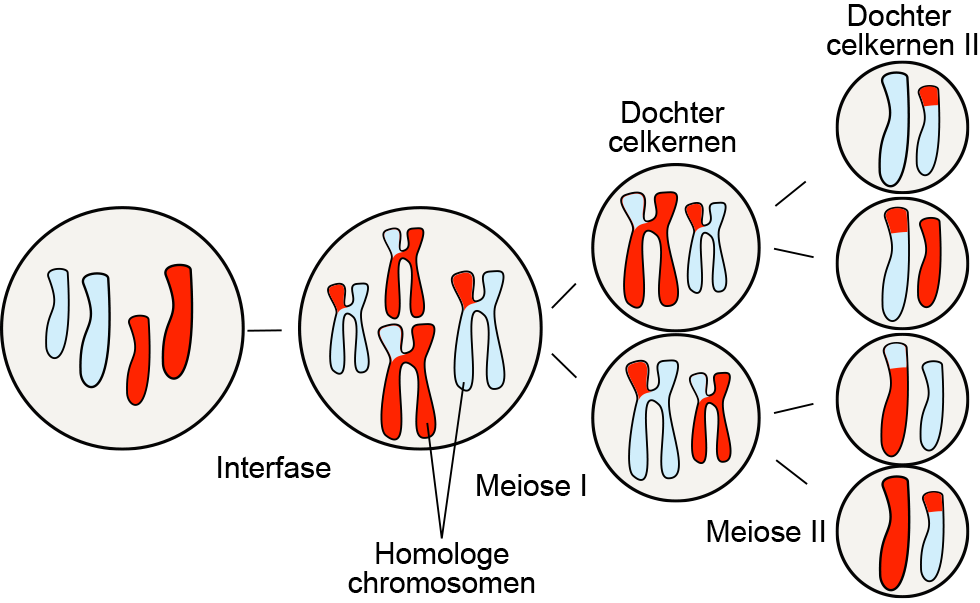 Dochter
celkernen II
Dochter
celkernen
Interfase
Meiose I
Meiose II
Homologe
chromosomen